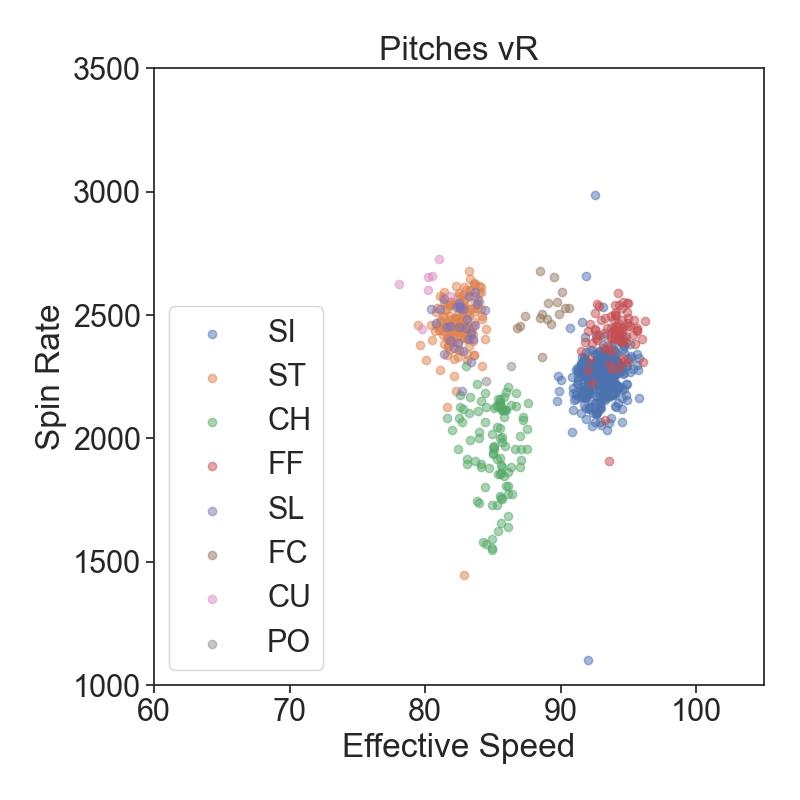 Pitches vR
3500
3000
2500
2000
1500
1000
Spin Rate
SI
ST
CH
FF
SL
FC
CU
PO
60
70
80
90
100
Effective Speed